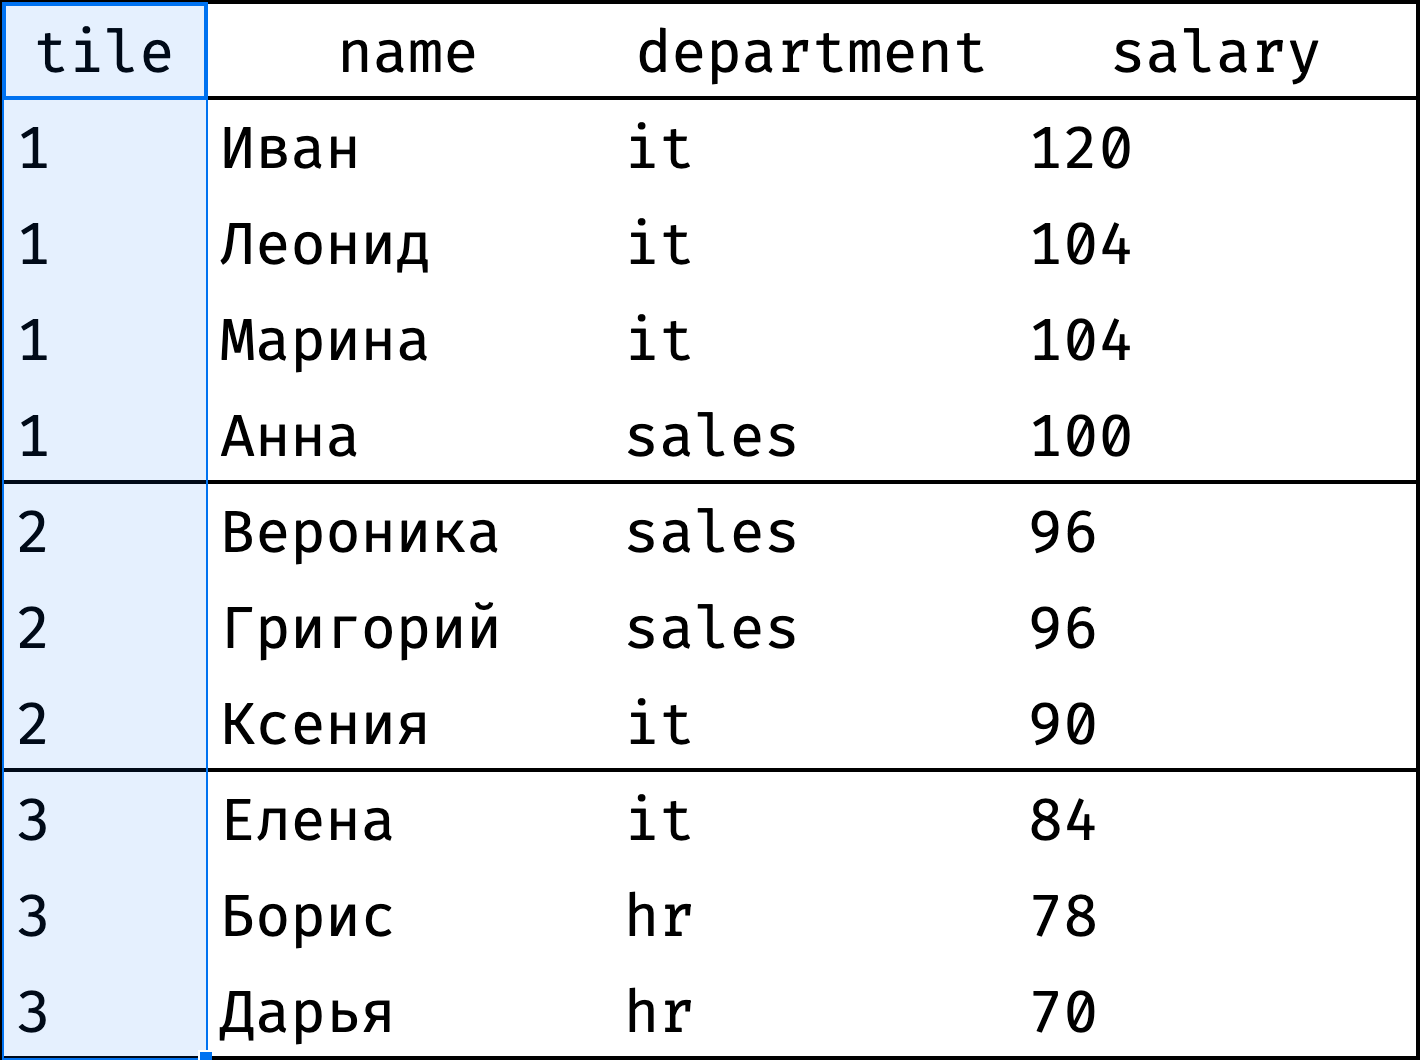 tile name department salary
1 Иван it 120
1 Леонид it 104
1 Марина it 104
1 Анна sales 100
2 Вероника sales 96
2 Григорий sales 96
2 Ксения it 90
3 Елена it 84
3 Борис hr 78
3 Дарья hr 70